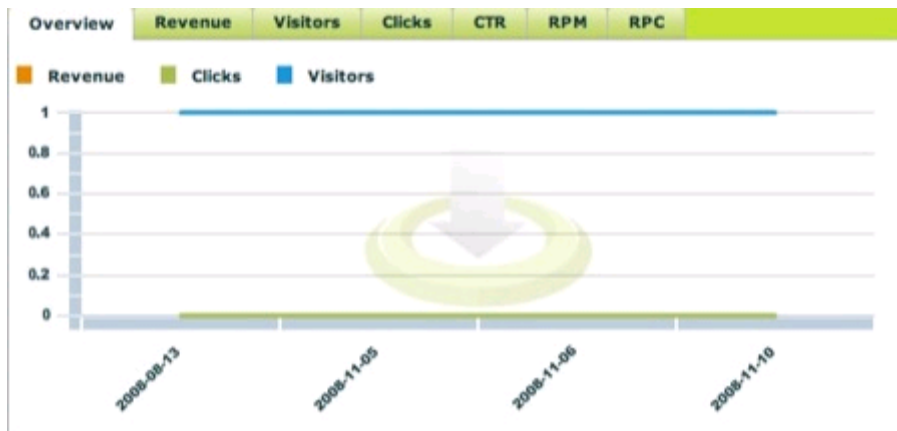 Overview Revenue Visitors Clicks CTR RPM RPC
Revenue Clicks Visitors
1
0.8
0.6
0.4
0.2
0
2008-08-13 2008-11-05 2008-11-06 2008-11-10